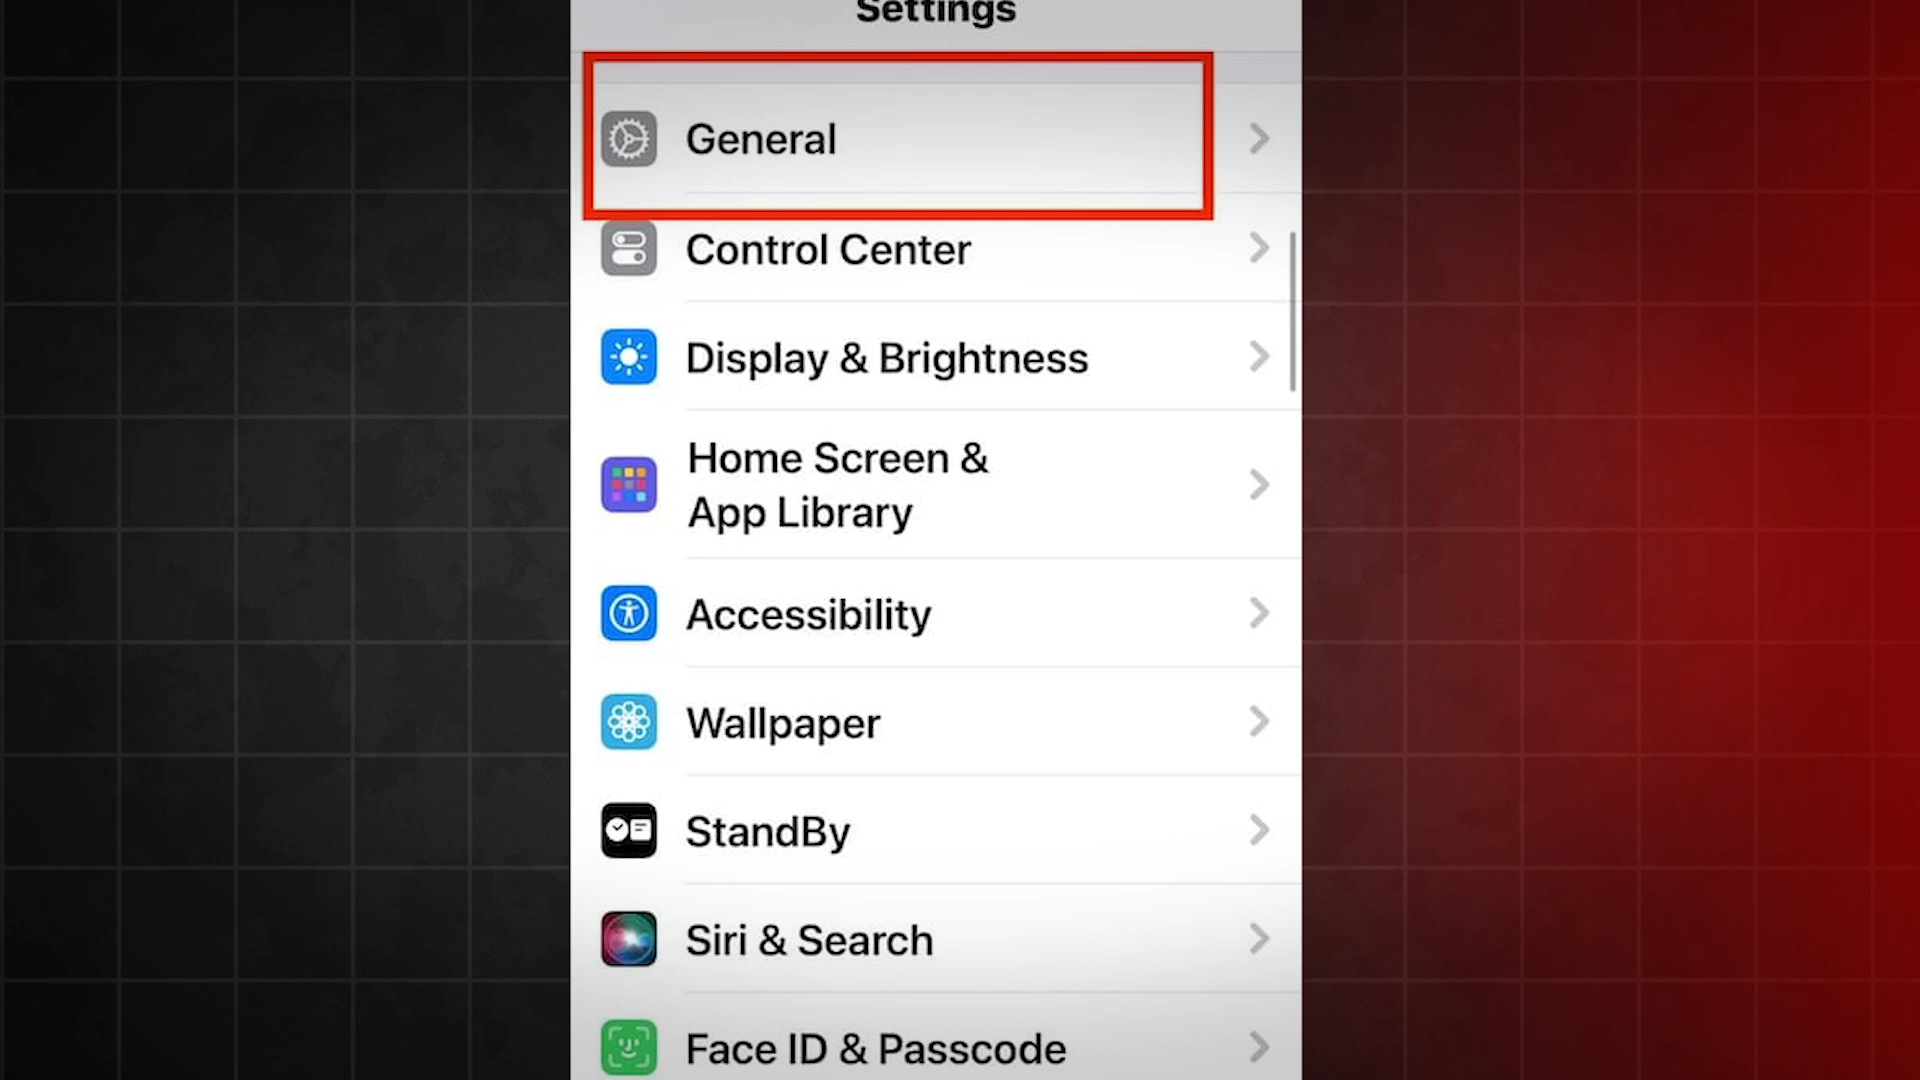 Settings
General
Control Center
Display & Brightness
Home Screen &
App Library
Accessibility
Wallpaper
StandBy
Siri & Search
Face ID & Passcode